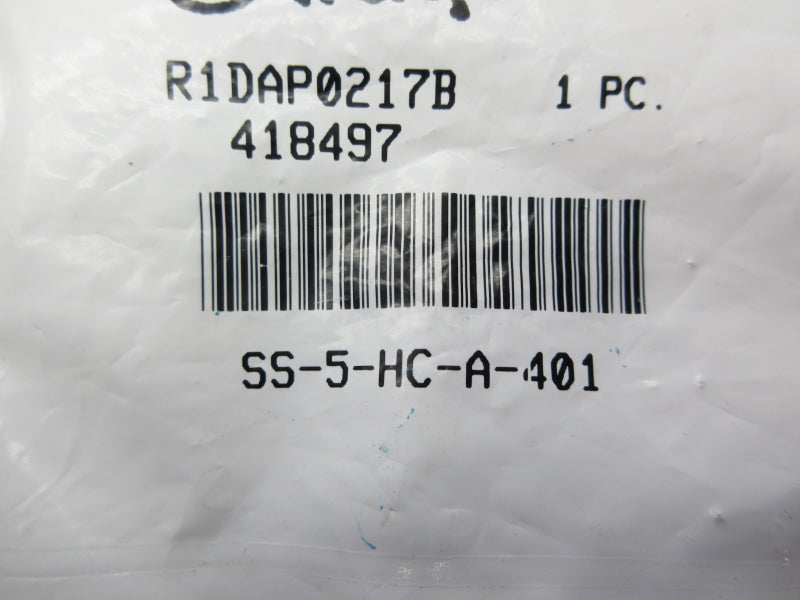 R1DAP0217B 1 PC.
418497
SS-5-HC-A-401